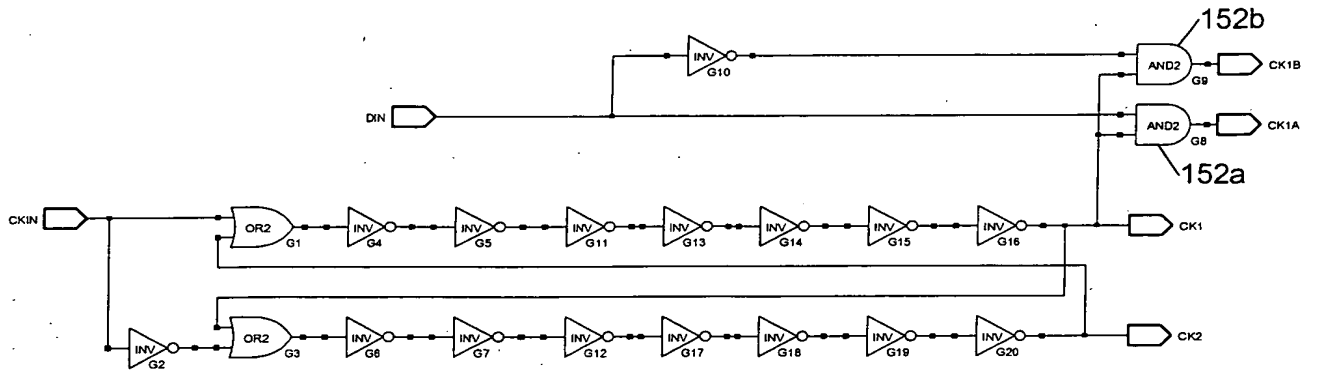 152b
INV
G10
AND2
G9
CK1B
DIN
AND2
G8
CK1A
152a
CKIN
OR2
G1
INV
G4
INV
G5
INV
G11
INV
G13
INV
G14
INV
G15
INV
G16
CK1
INV
G2
OR2
G3
INV
G6
INV
G7
INV
G12
INV
G17
INV
G18
INV
G19
INV
G20
CK2